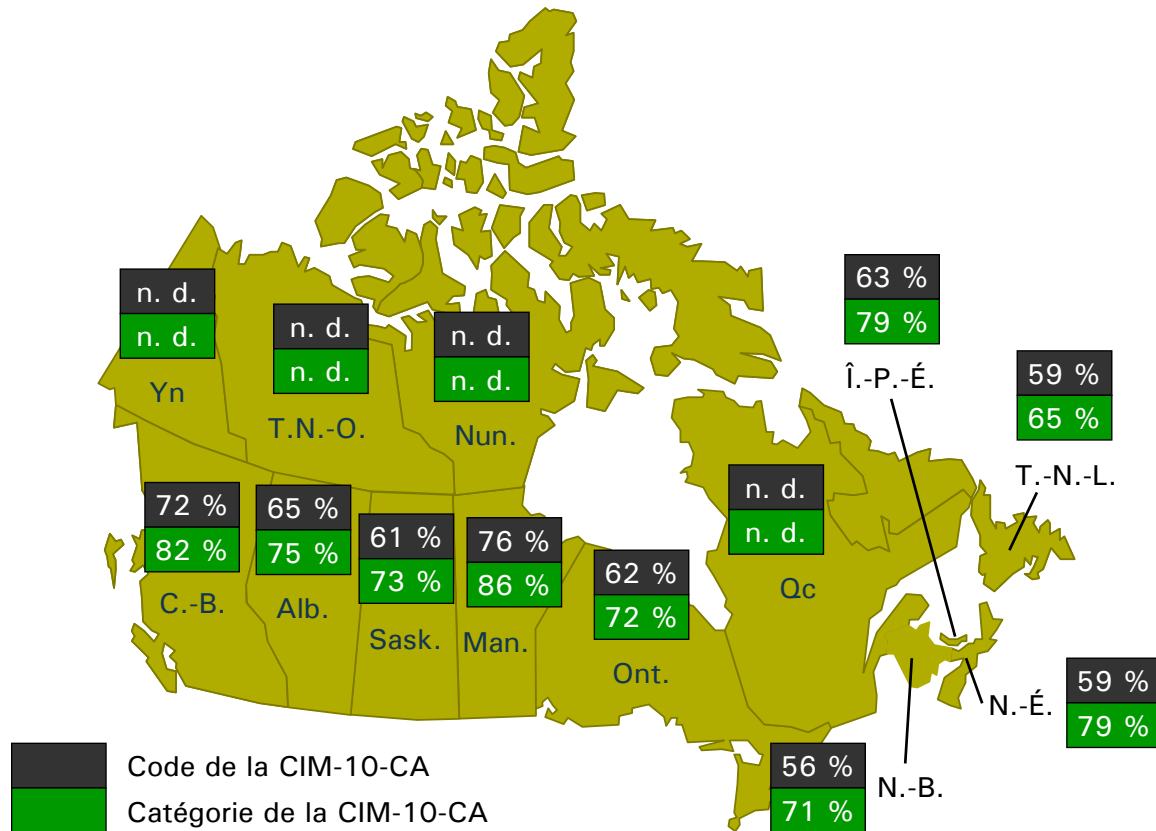 63 %
79 %
Î.-P.-É.
n. d.
n. d.
Yn
n. d.
n. d.
T.N.-O.
n. d.
n. d.
Nun.
59 %
65 %
T.-N.-L.
72 %
82 %
C.-B.
65 %
75 %
Alb.
61 %
73 %
Sask.
76 %
86 %
Man.
62 %
72 %
Ont.
n. d.
n. d.
Qc
59 %
79 %
N.-É.
56 %
71 %
N.-B.
Code de la CIM-10-CA
Catégorie de la CIM-10-CA